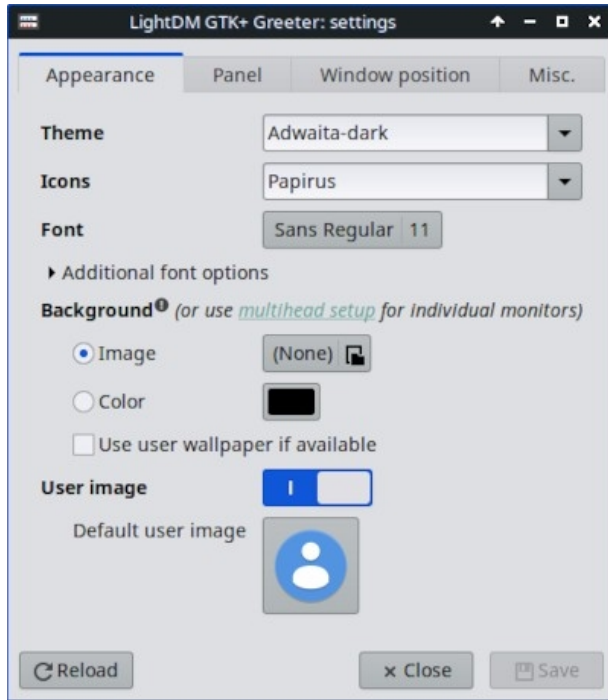 LightDM GTK+ Greeter: settings
Appearance Panel Window position Misc.
Theme Adwaita-dark
Icons Papirus
Font Sans Regular 11
Additional font options
Background (or use multihead setup for individual monitors)
Image (None)
Color
Use user wallpaper if available
User image
Default user image
Reload Close Save